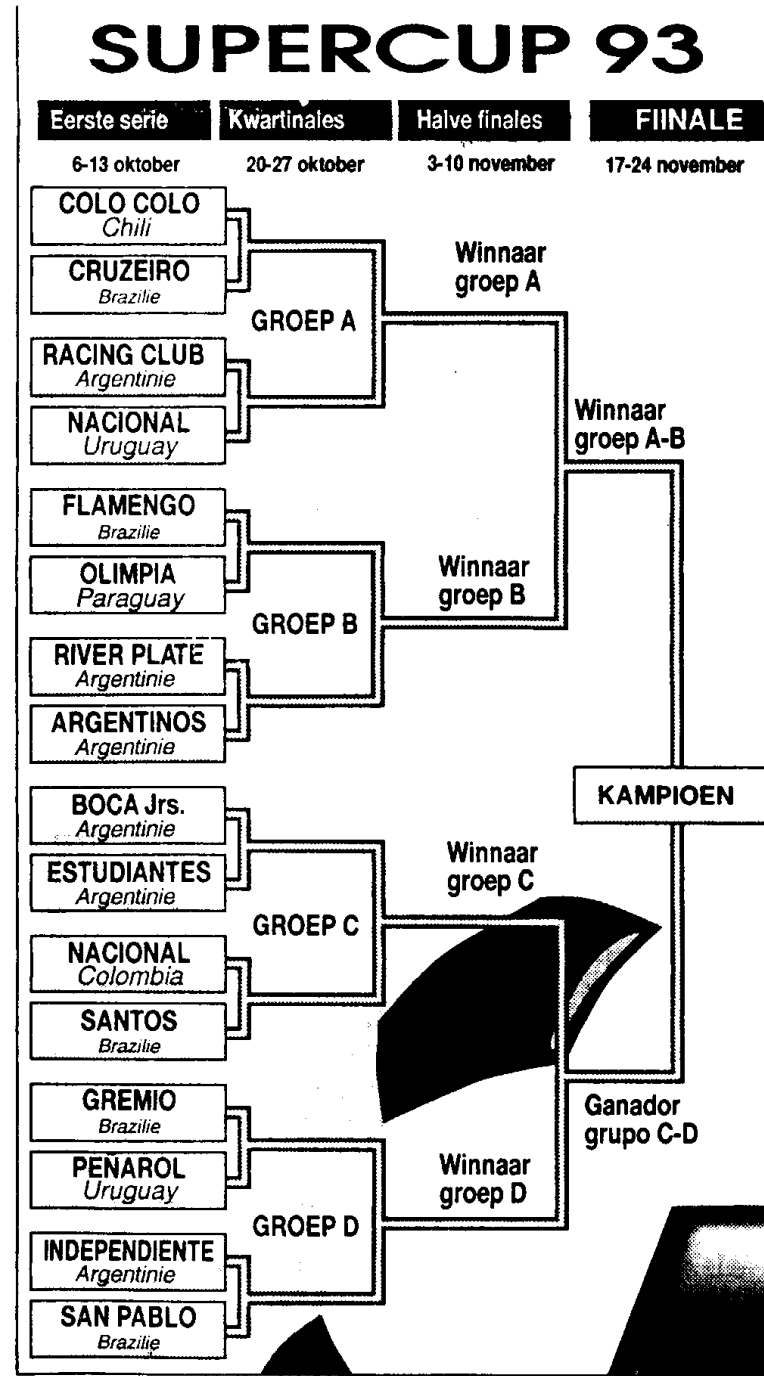 SUPERCUP 93
Eerste serie
Kwartinales
Halve finales
FIINALE
6-13 oktober
20-27 oktober
3-10 november
17-24 november
COLO COLO
Chili
CRUZEIRO
Brazilie
GROEP A
RACING CLUB
Argentinie
NACIONAL
Uruguay
Winnaar
groep A
FLAMENGO
Brazilie
OLIMPIA
Paraguay
GROEP B
RIVER PLATE
Argentinie
ARGENTINOS
Argentinie
Winnaar
groep B
Winnaar
groep A-B
BOCA Jrs.
Argentinie
ESTUDIANTES
Argentinie
GROEP C
NACIONAL
Colombia
SANTOS
Brazilie
Winnaar
groep C
KAMPIOEN
GREMIO
Brazilie
PEÑAROL
Uruguay
GROEP D
INDEPENDIENTE
Argentinie
SAN PABLO
Brazilie
Winnaar
groep D
Ganador
grupo C-D